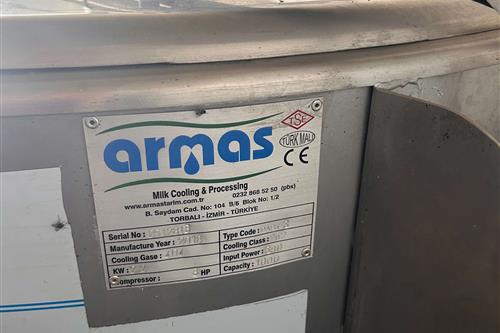 armas
TSE
TÜRK MALI
CE
Milk Cooling & Processing
www.armastarim.com.tr 0232 868 52 50 (pbx)
B. Saydam Cad. No: 104 B/6 Blok No: 1/2
TORBALI - İZMİR - TÜRKİYE
Serial No :
Type Code :
Manufacture Year :
Cooling Class :
Cooling Gase :
Input Power :
KW :
HP
Capacity :
Compressor :